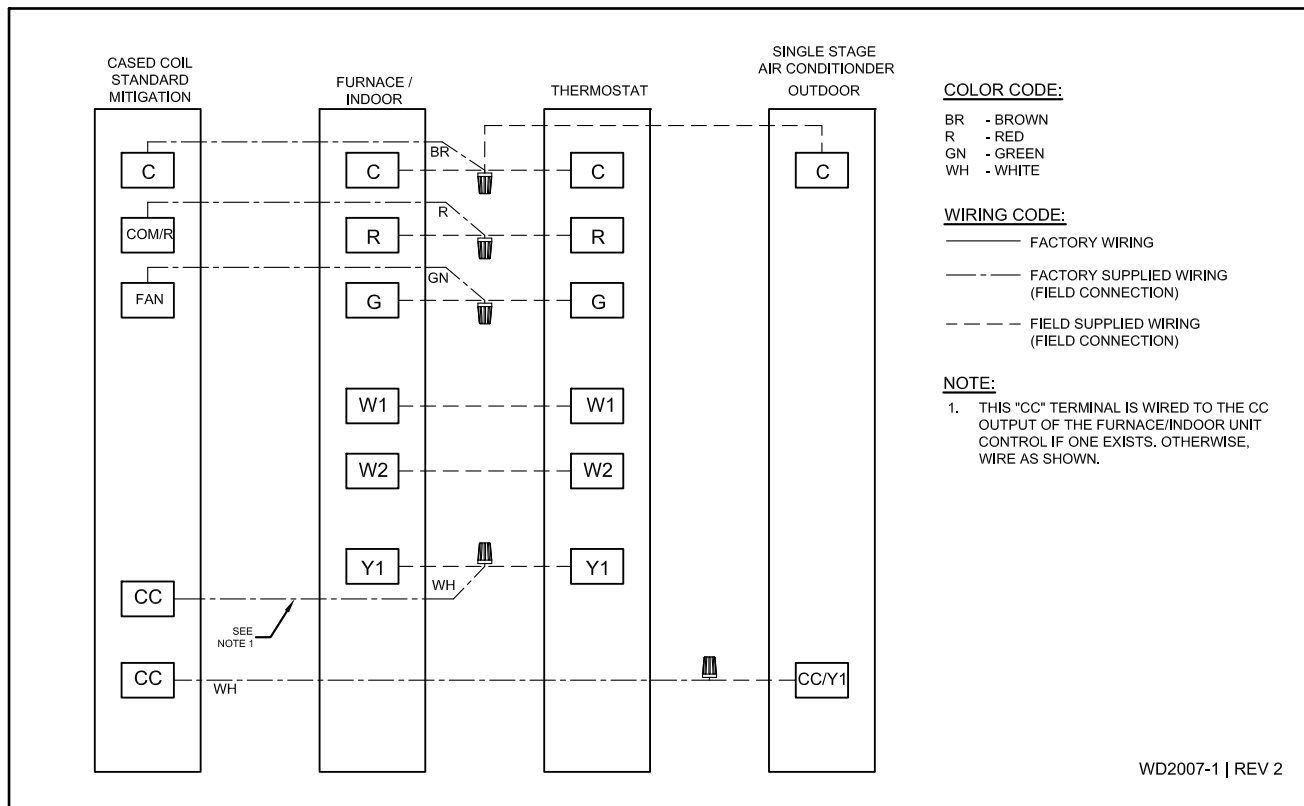 CASED COIL
STANDARD
MITIGATION
FURNACE /
INDOOR
THERMOSTAT
SINGLE STAGE
AIR CONDITIONDER
OUTDOOR
BR
C
C
C
C
R
COM/R
R
R
GN
FAN
G
G
W1
W1
W2
W2
Y1
Y1
WH
CC
SEE
NOTE 1
CC
WH
CC/Y1
COLOR CODE:
BR - BROWN
R - RED
GN - GREEN
WH - WHITE
WIRING CODE:
FACTORY WIRING
FACTORY SUPPLIED WIRING
(FIELD CONNECTION)
FIELD SUPPLIED WIRING
(FIELD CONNECTION)
NOTE:
1. THIS "CC" TERMINAL IS WIRED TO THE CC
OUTPUT OF THE FURNACE/INDOOR UNIT
CONTROL IF ONE EXISTS. OTHERWISE,
WIRE AS SHOWN.
WD2007-1 | REV 2